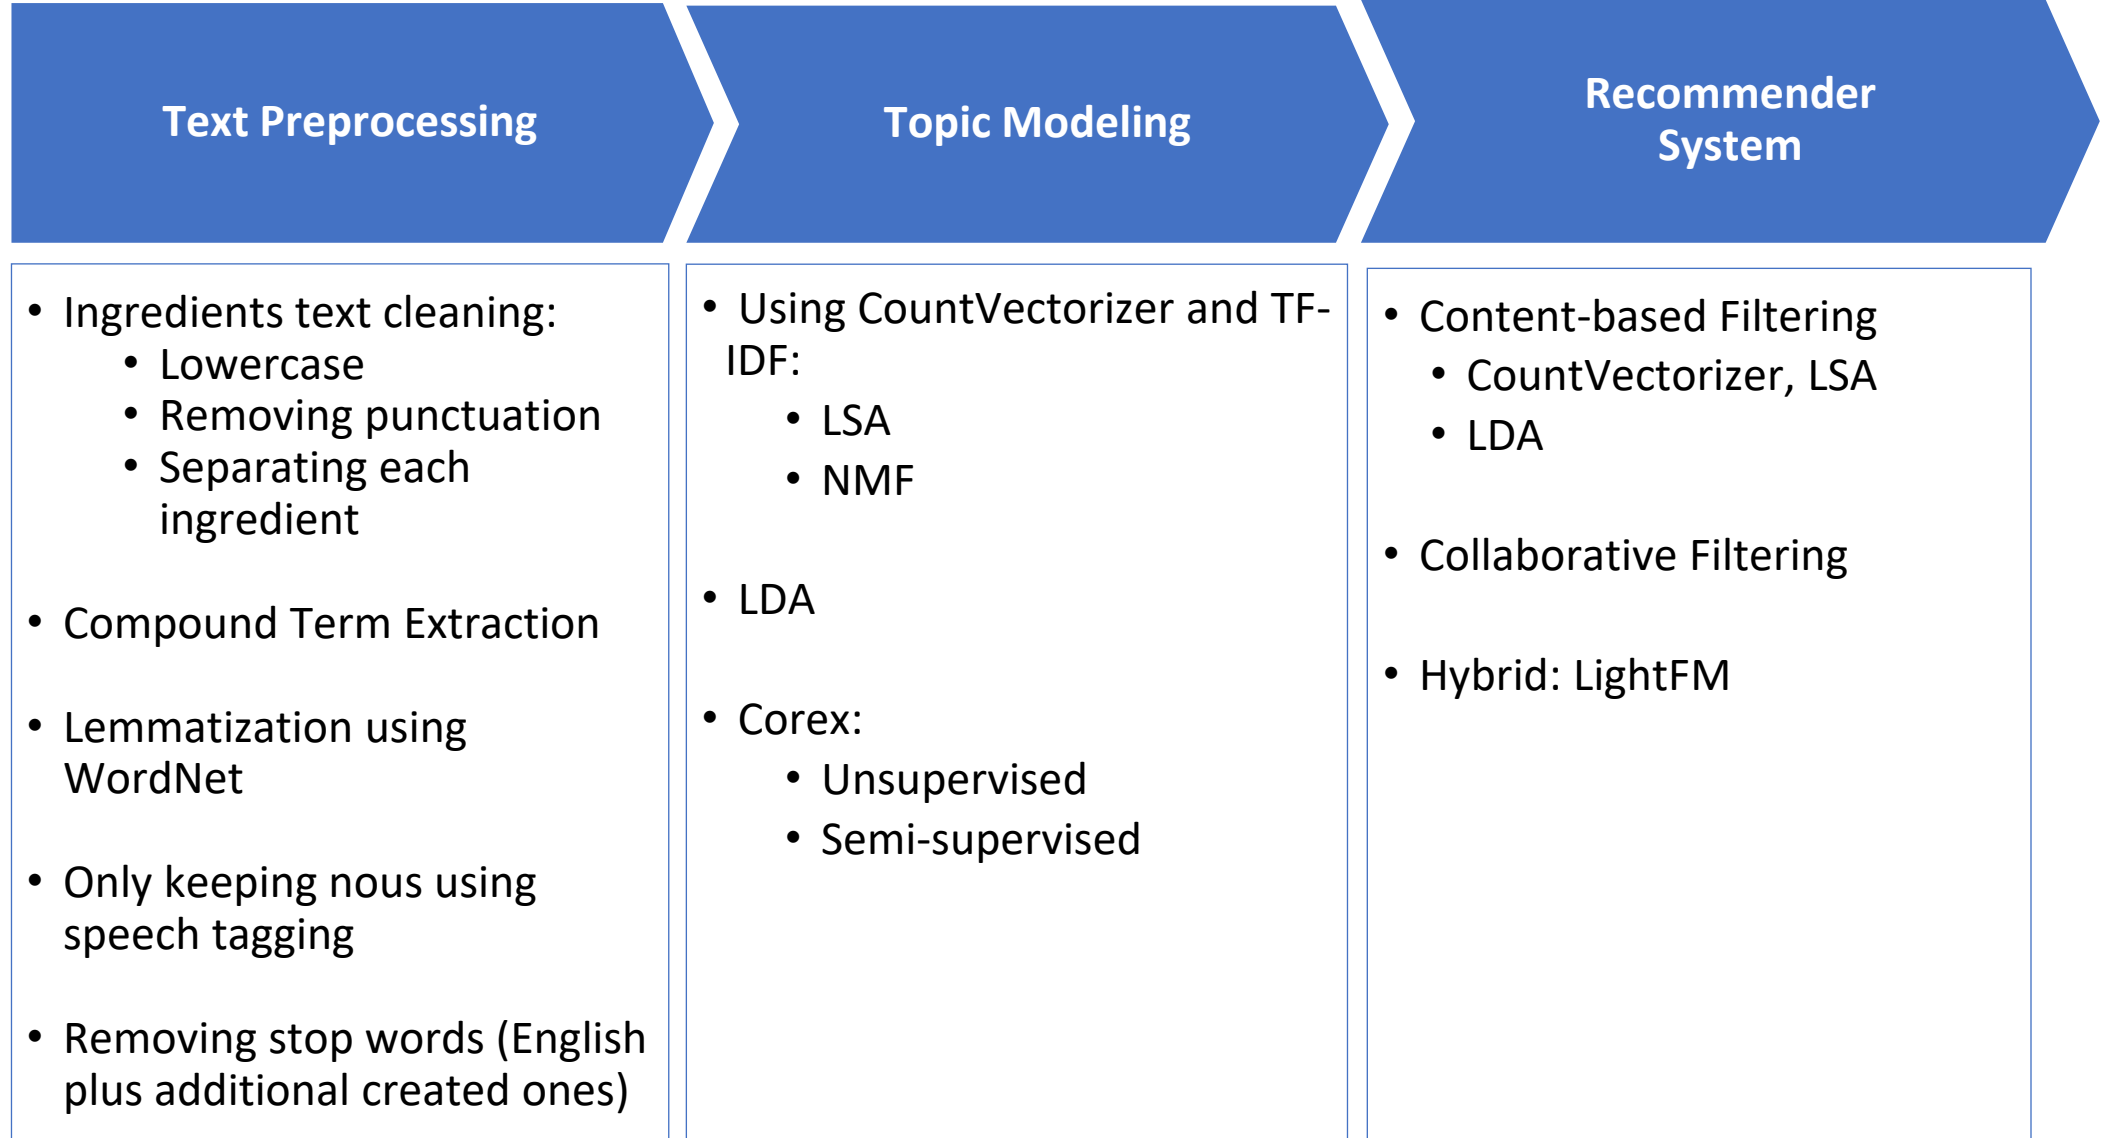 Text Preprocessing
• Ingredients text cleaning:
• Lowercase
• Removing punctuation
• Separating each
ingredient
• Compound Term Extraction
• Lemmatization using
WordNet
• Only keeping nous using
speech tagging
• Removing stop words (English
plus additional created ones)
Topic Modeling
• Using CountVectorizer and TF-
IDF:
• LSA
• NMF
• LDA
• Corex:
• Unsupervised
• Semi-supervised
Recommender
System
• Content-based Filtering
• CountVectorizer, LSA
• LDA
• Collaborative Filtering
• Hybrid: LightFM